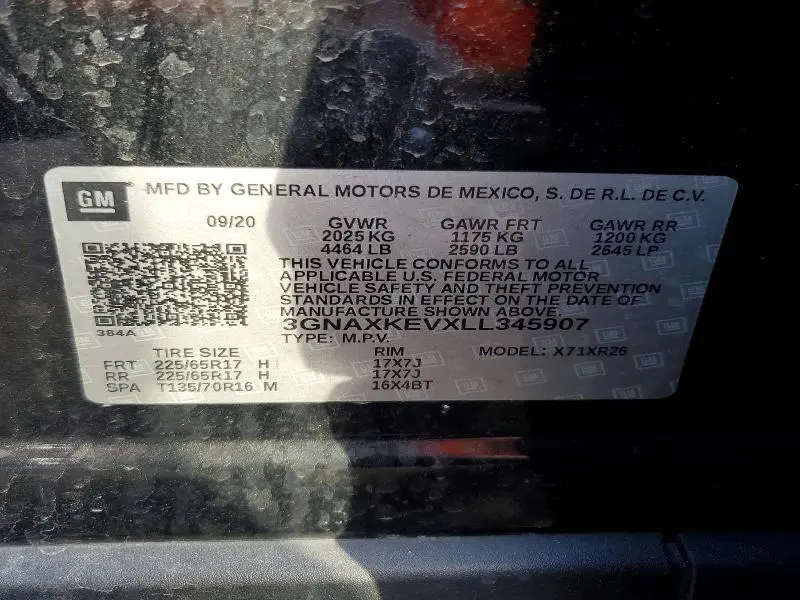 GM MFD BY GENERAL MOTORS DE MEXICO, S. DE R.L. DE C.V.
09/20 GVWR GAWR FRT GAWR RR
2025 KG 1175 KG 1200 KG
4464 LB 2590 LB 2645 LP
THIS VEHICLE CONFORMS TO ALL
APPLICABLE U.S. FEDERAL MOTOR
VEHICLE SAFETY AND THEFT PREVENTION
STANDARDS IN EFFECT ON THE DATE OF
MANUFACTURE SHOWN ABOVE.
3GNAXKEVXLL345907
384A
TYPE: M.P.V. MODEL: X71XR26
TIRE SIZE RIM
FRT 225/65R17 H 17X7J
RR 225/65R17 H 17X7J
SPA T135/70R16 M 16X4BT